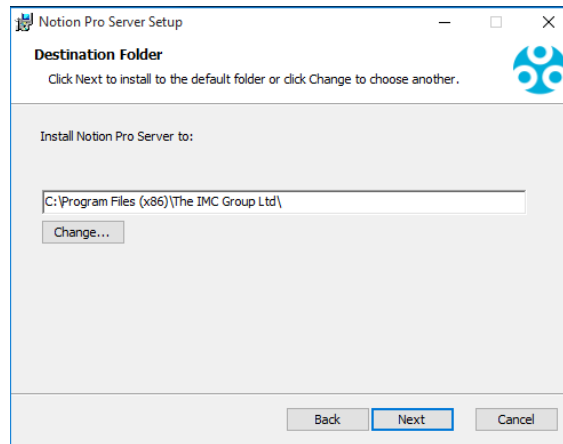 Notion Pro Server Setup
Destination Folder
Click Next to install to the default folder or click Change to choose another.
Install Notion Pro Server to:
C:\Program Files (x86)\The IMC Group Ltd\
Change...
Back Next Cancel